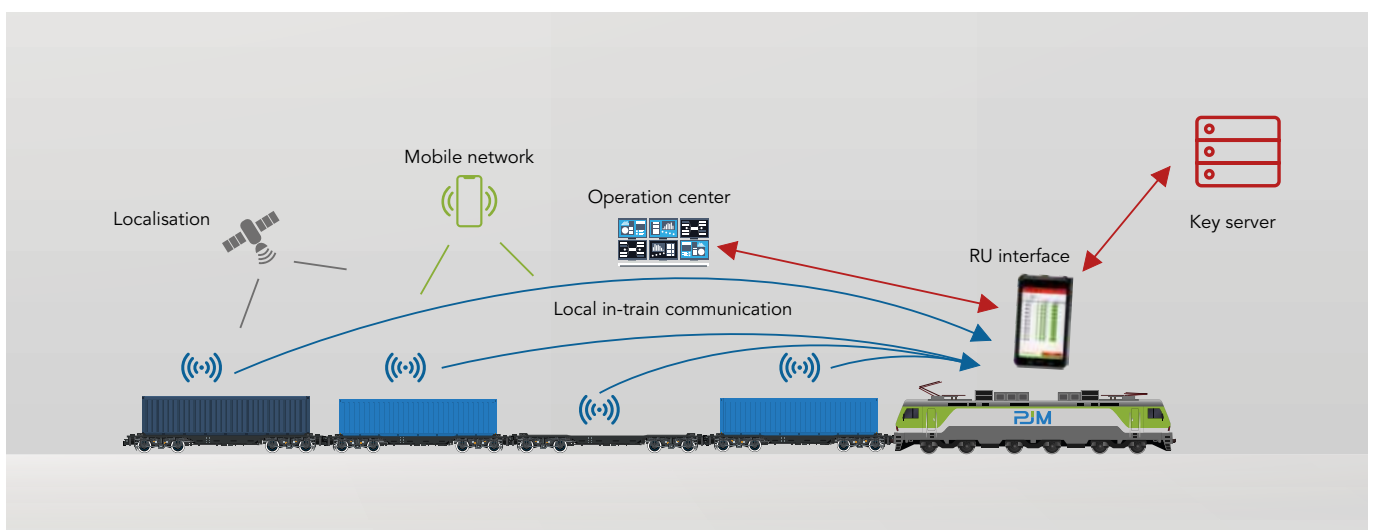 Mobile network
Localisation
Operation center
Key server
RU interface
Local in-train communication
PJM